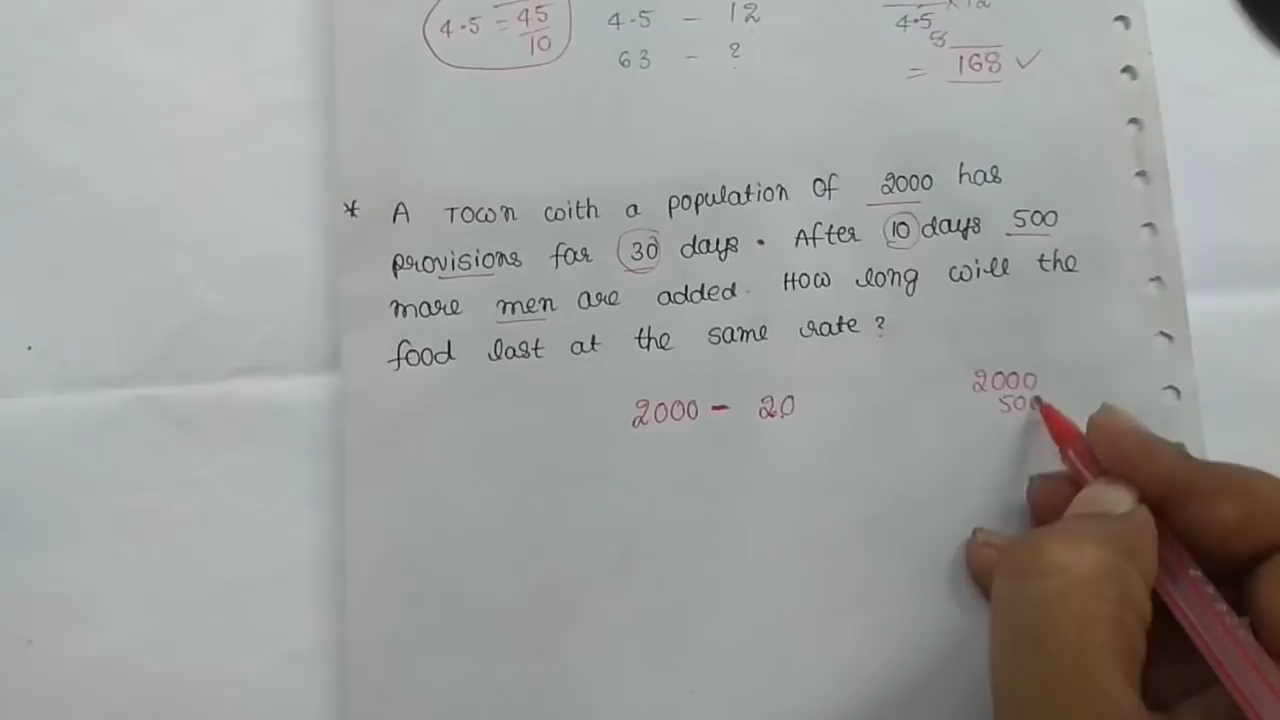 4.5 = 45/10
4.5 - 12
63 - ?
4.5
= 168 ✓
* A Town with a population of 2000 has
provisions for 30 days. After 10 days 500
more men are added. How long will the
food last at the same rate?
2000 - 20
2000
500